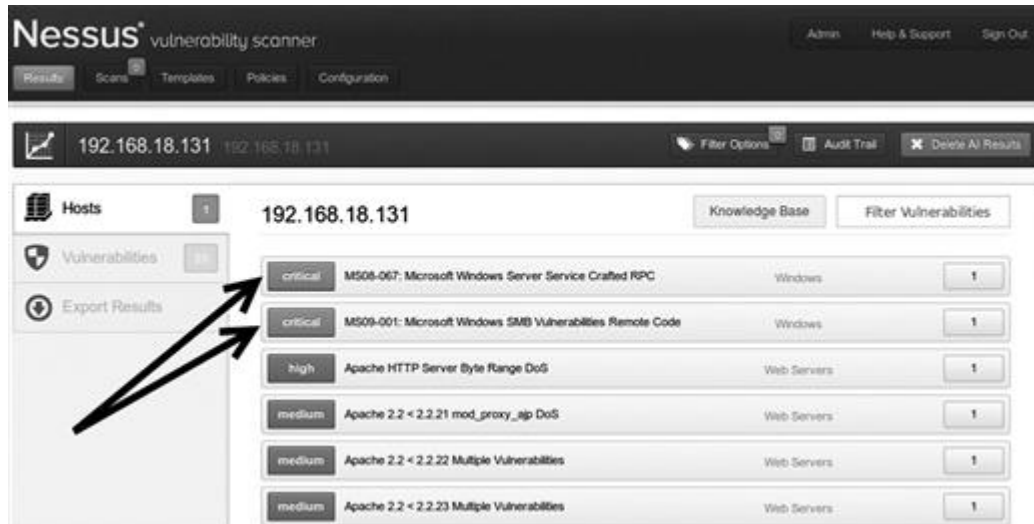 Nessus vulnerability scanner
Admin Help & Support Sign Out
Results Scans 0 Templates Policies Configuration
192.168.18.131 192.168.18.131
Filter Options 0 Audit Trail Delete All Results
Hosts 1
192.168.18.131
Knowledge Base Filter Vulnerabilities
Vulnerabilities
Export Results
critical MS08-067: Microsoft Windows Server Service Crafted RPC Windows 1
critical MS09-001: Microsoft Windows SMB Vulnerabilities Remote Code Windows 1
high Apache HTTP Server Byte Range DoS Web Servers 1
medium Apache 2.2 < 2.2.21 mod_proxy_ajp DoS Web Servers 1
medium Apache 2.2 < 2.2.22 Multiple Vulnerabilities Web Servers 1
medium Apache 2.2 < 2.2.23 Multiple Vulnerabilities Web Servers 1